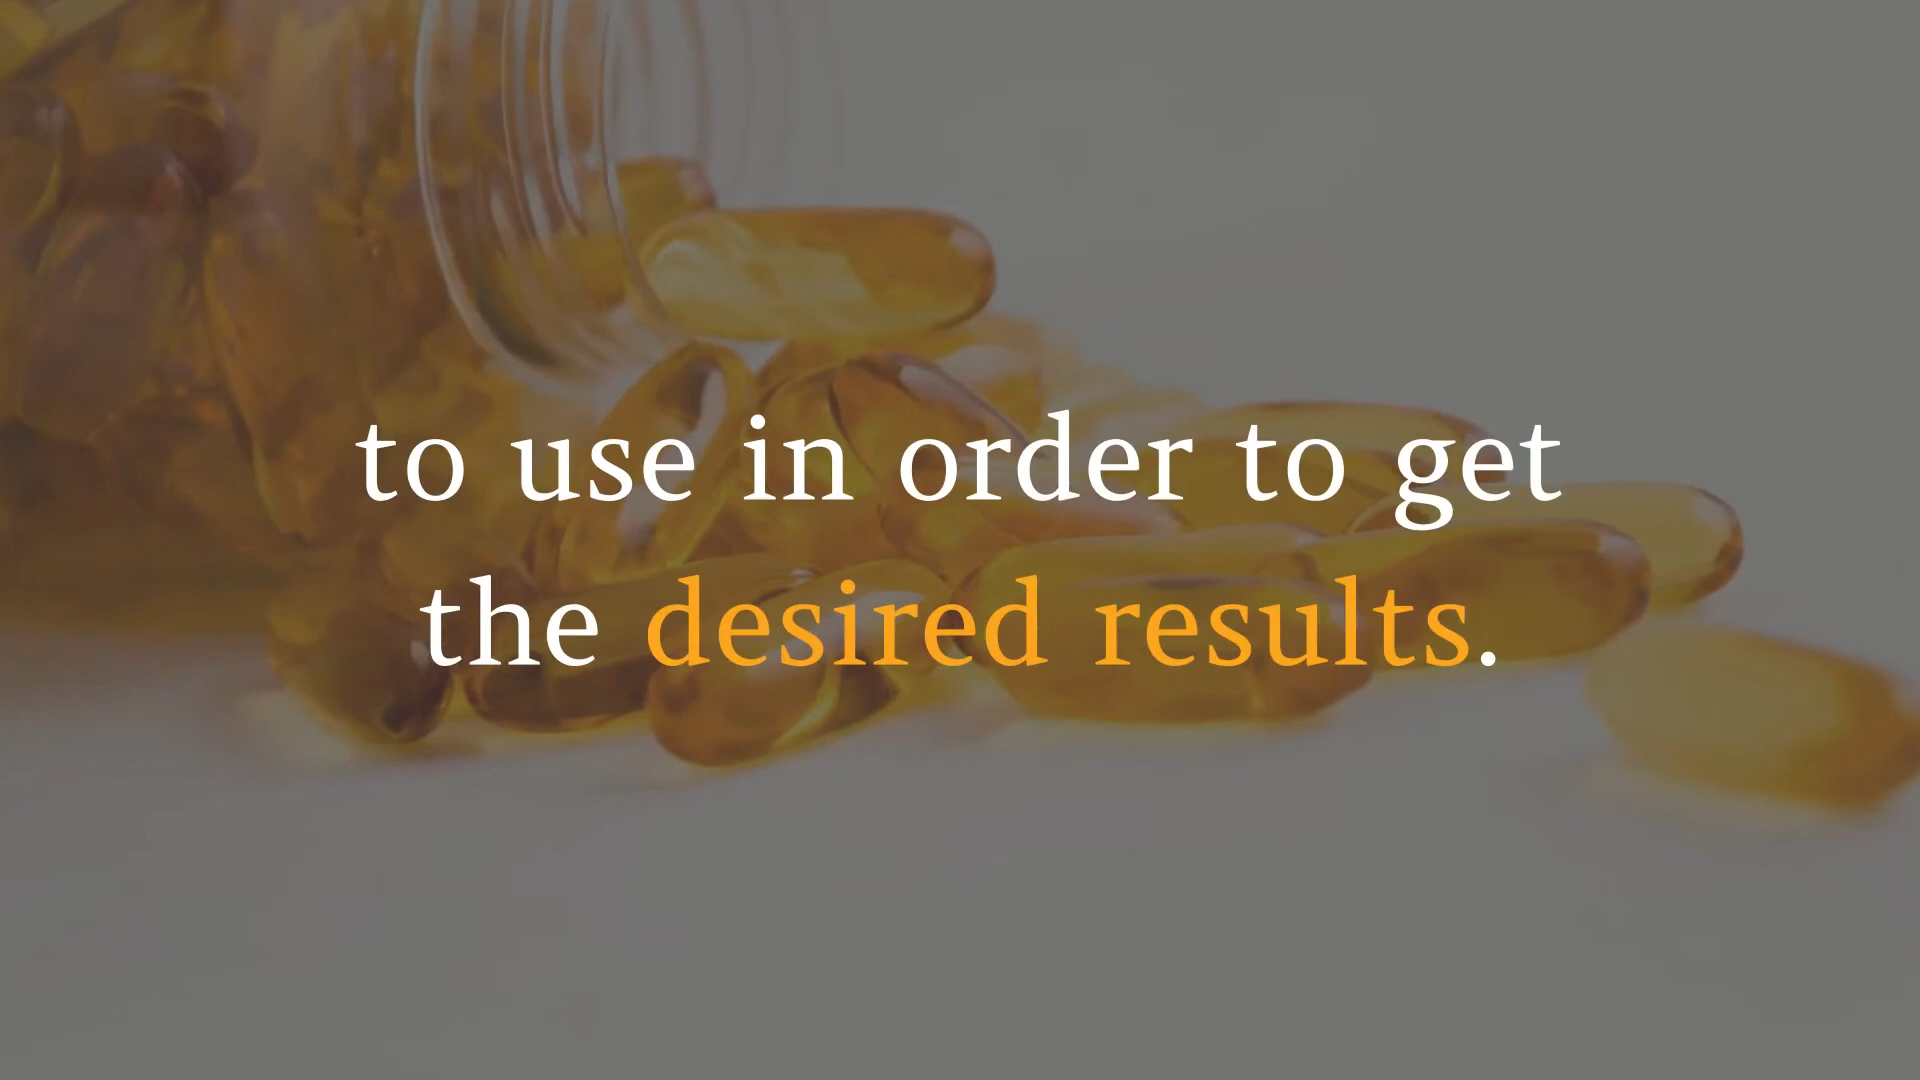 to use in order to get
the desired results.